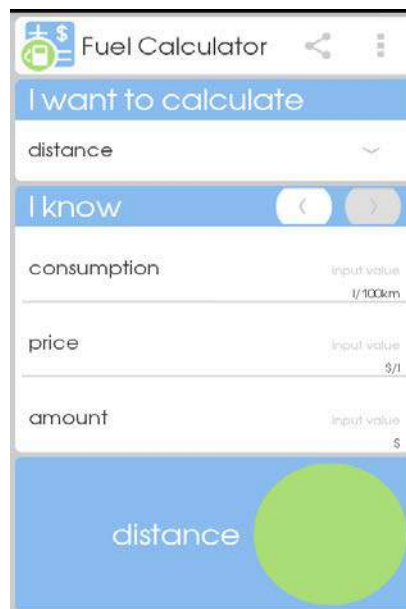 Fuel Calculator
I want to calculate
distance
I know
consumption
input value
l/100km
price
input value
$/l
amount
input value
$
distance